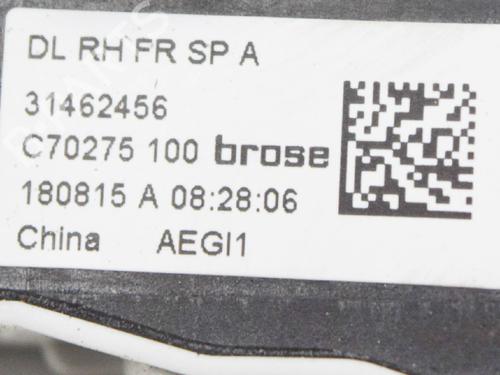 DL RH FR SP A
31462456
C70275 100 brose
180815 A 08:28:06
China AEGI1